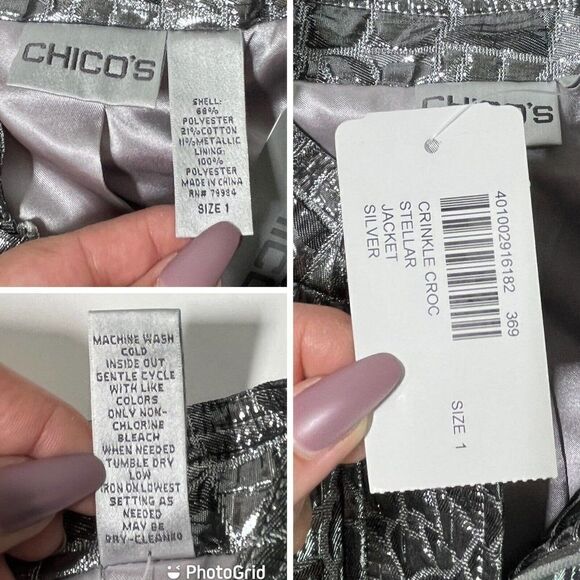 CHICO'S
SHELL:
68%
POLYESTER
21%COTTON
11%METALLIC
LINING:
100%
POLYESTER
MADE IN CHINA
RN# 79984
SIZE 1
MACHINE WASH
COLD
INSIDE OUT
GENTLE CYCLE
WITH LIKE
COLORS
ONLY NON-
CHLORINE
BLEACH
WHEN NEEDED
TUMBLE DRY
LOW
IRON ON LOWEST
SETTING AS
NEEDED
MAY BE
DRY-CLEANED
CHICO'S
401002916182 369
CRINKLE CROC
STELLAR
JACKET
SILVER
SIZE 1
PhotoGrid